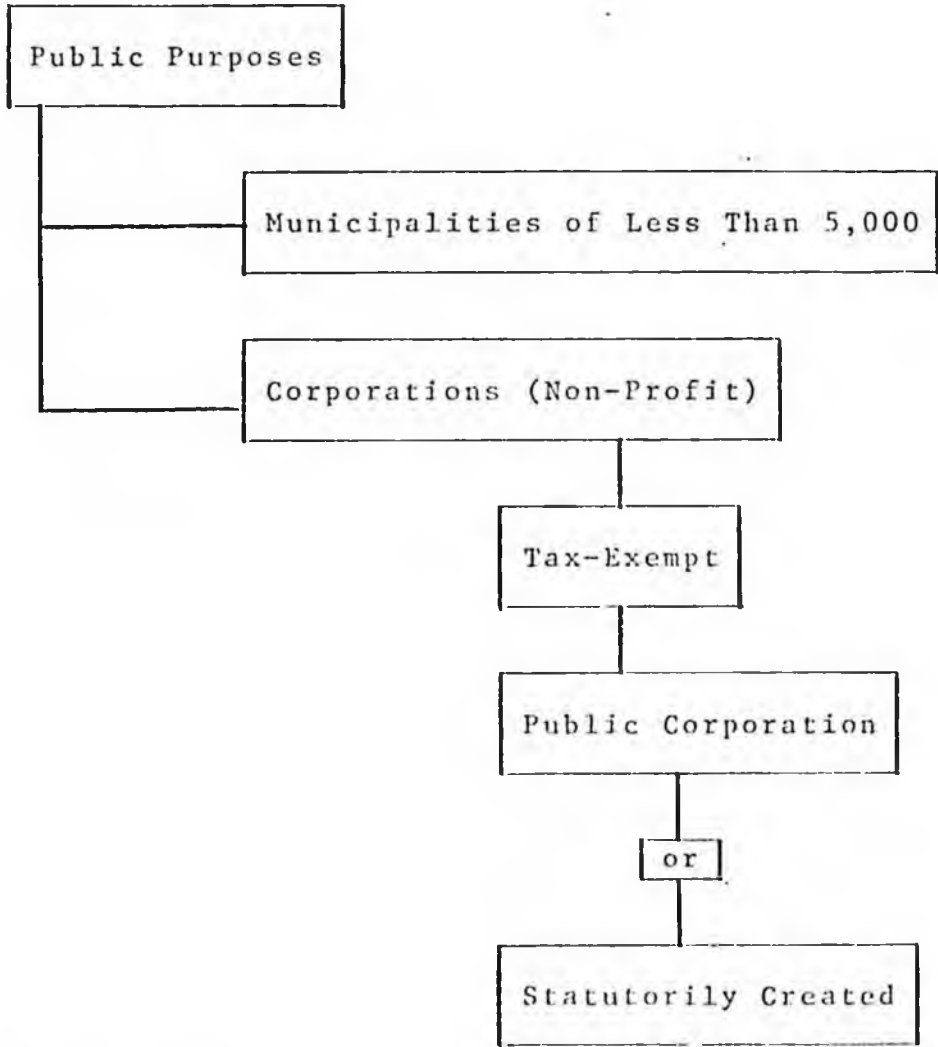 Public Purposes
Municipalities of Less Than 5,000
Corporations (Non-Profit)
Tax-Exempt
Public Corporation
or
Statutorily Created